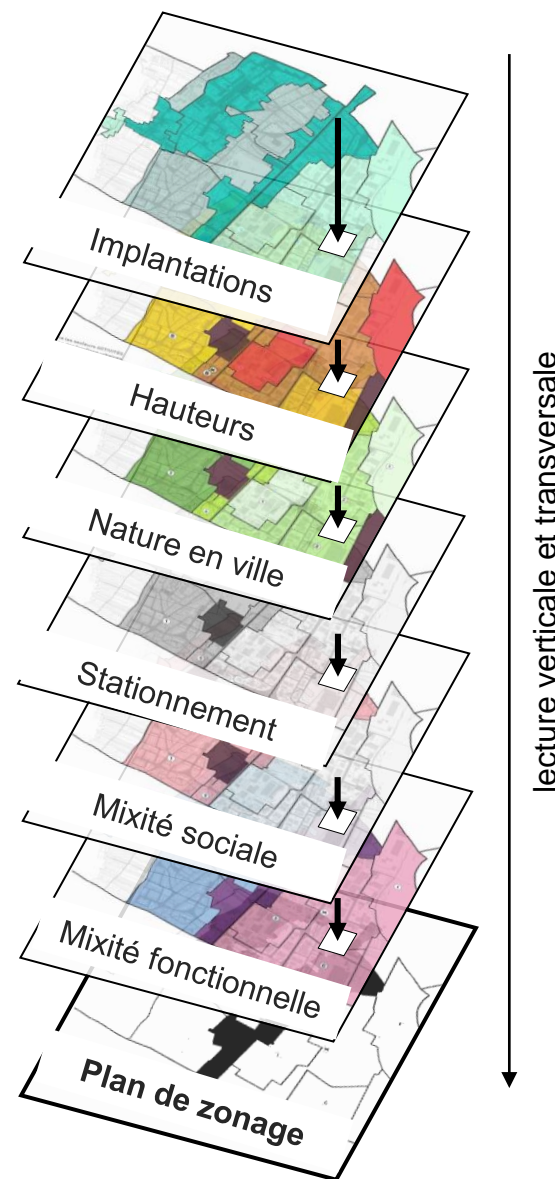 Implantations
Hauteurs
Nature en ville
Stationnement
Mixité sociale
Mixité fonctionnelle
Plan de zonage
lecture verticale et transversale